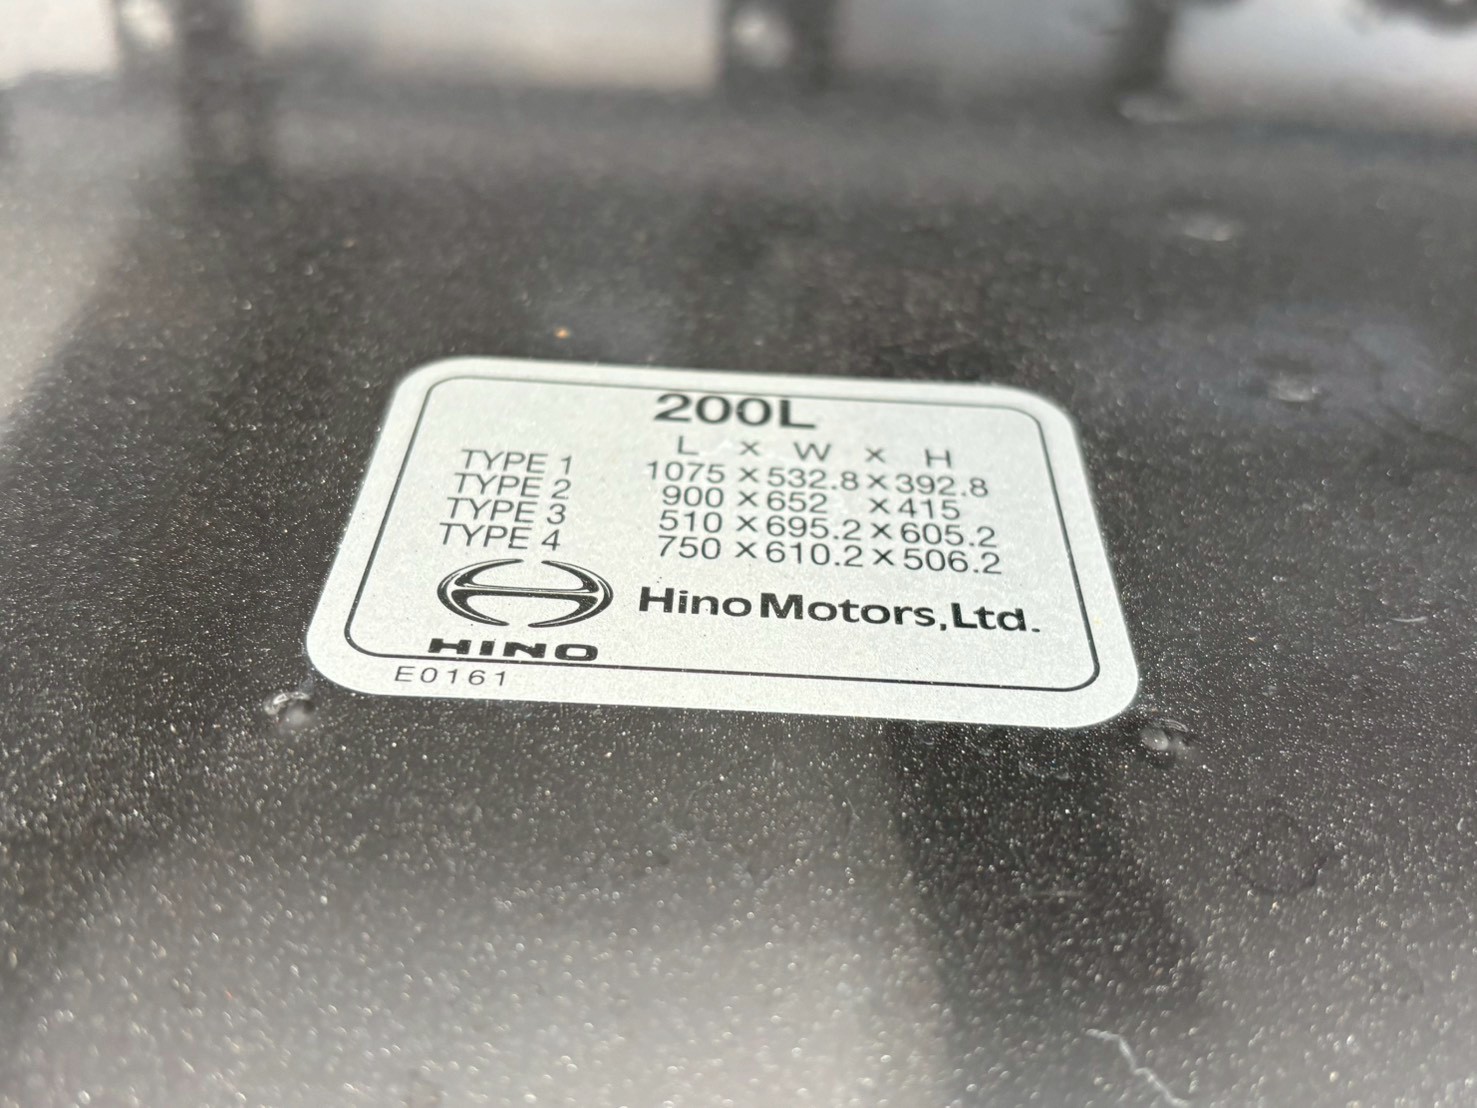 200L
L × W × H
TYPE 1 1075 × 532.8 × 392.8
TYPE 2 900 × 652 × 415
TYPE 3 510 × 695.2 × 605.2
TYPE 4 750 × 610.2 × 506.2
HINO Hino Motors, Ltd.
E0161